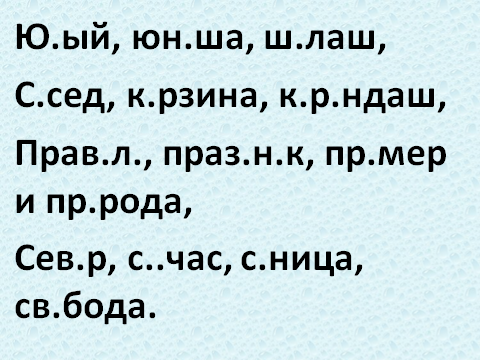 Ю.ый, юн.ша, ш.лаш,
С.сед, к.рзина, к.р.ндаш,
Прав.л., праз.н.к, пр.мер
и пр.рода,
Сев.р, с..час, с.ница,
св.бода.